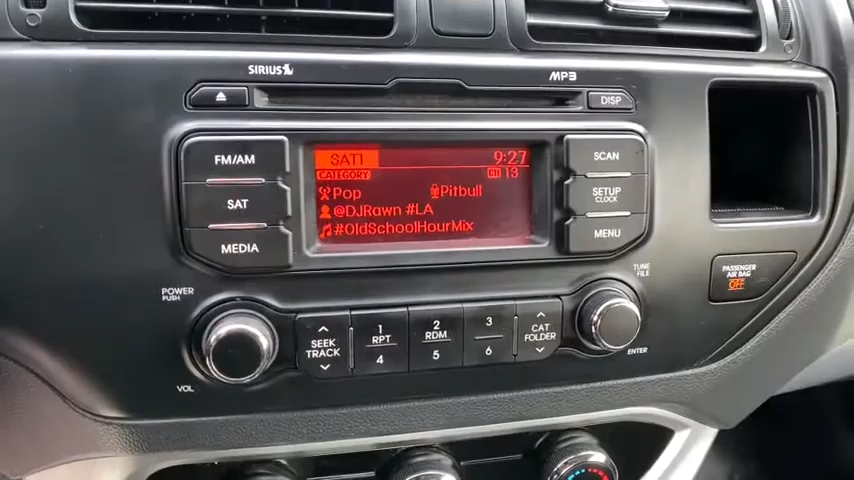 SIRIUS
MP3
DISP
FM/AM
SAT
MEDIA
SAT1
9:27
CATEGORY
CH 13
Pop
Pitbull
@DJRawn #LA
#OldSchoolHourMix
SCAN
SETUP
CLOCK
MENU
TUNE
FILE
PASSENGER
AIR BAG
OFF
POWER
PUSH
VOL
SEEK
TRACK
1
RPT
4
2
RDM
5
3
6
CAT
FOLDER
ENTER